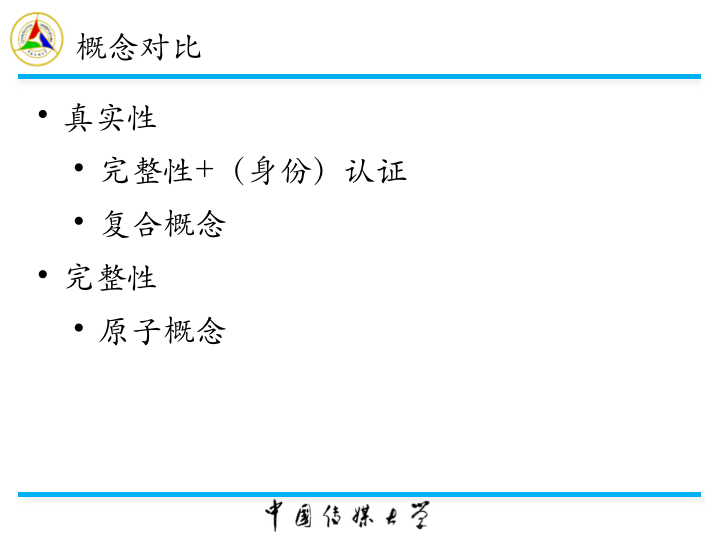 概念对比
• 真实性
• 完整性+（身份）认证
• 复合概念
• 完整性
• 原子概念
中国传媒大学